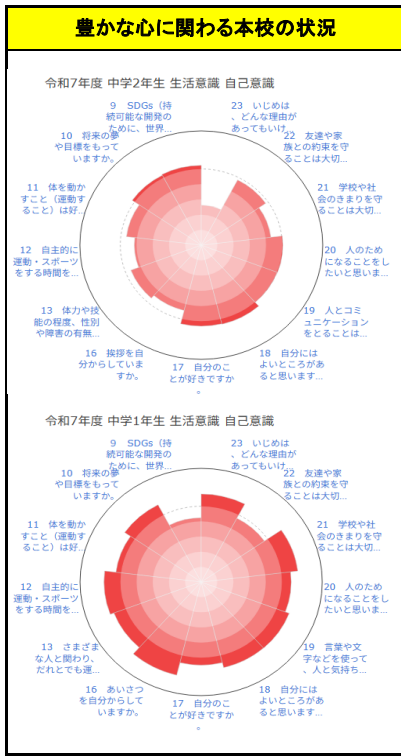 豊かな心に関わる本校の状況
令和7年度 中学2年生 生活意識 自己意識
9 SDGs（持
続可能な開発の
ために、世界...
23 いじめは
、どんな理由が
あってもいけ...
10 将来の夢
や目標をもって
いますか。
22 友達や家
族との約束を守
ることは大切...
11 体を動か
すこと（運動す
ること）は好...
21 学校や社
会のきまりを守
ることは大切...
12 自主的に
運動・スポーツ
をする時間を...
20 人のため
になることをし
たいと思いま...
13 体力や技
能の程度、性別
や障害の有無...
19 人とコミ
ュニケーション
をとることは...
16 挨拶を自
分からしていま
すか。
17 自分のこ
とが好きですか
。
18 自分には
よいところがあ
ると思います...
令和7年度 中学1年生 生活意識 自己意識
9 SDGs（持
続可能な開発の
ために、世界...
23 いじめは
、どんな理由が
あってもいけ...
10 将来の夢
や目標をもって
いますか。
22 友達や家
族との約束を守
ることは大切...
11 体を動か
すこと（運動す
ること）は好...
21 学校や社
会のきまりを守
ることは大切...
12 自主的に
運動・スポーツ
をする時間を...
20 人のため
になることをし
たいと思いま...
13 さまざま
な人と関わり、
だれとでも運...
19 言葉や文
字などを使って
、人と気持ち...
16 あいさつ
を自分からして
いますか。
17 自分のこ
とが好きですか
。
18 自分には
よいところがあ
ると思います...